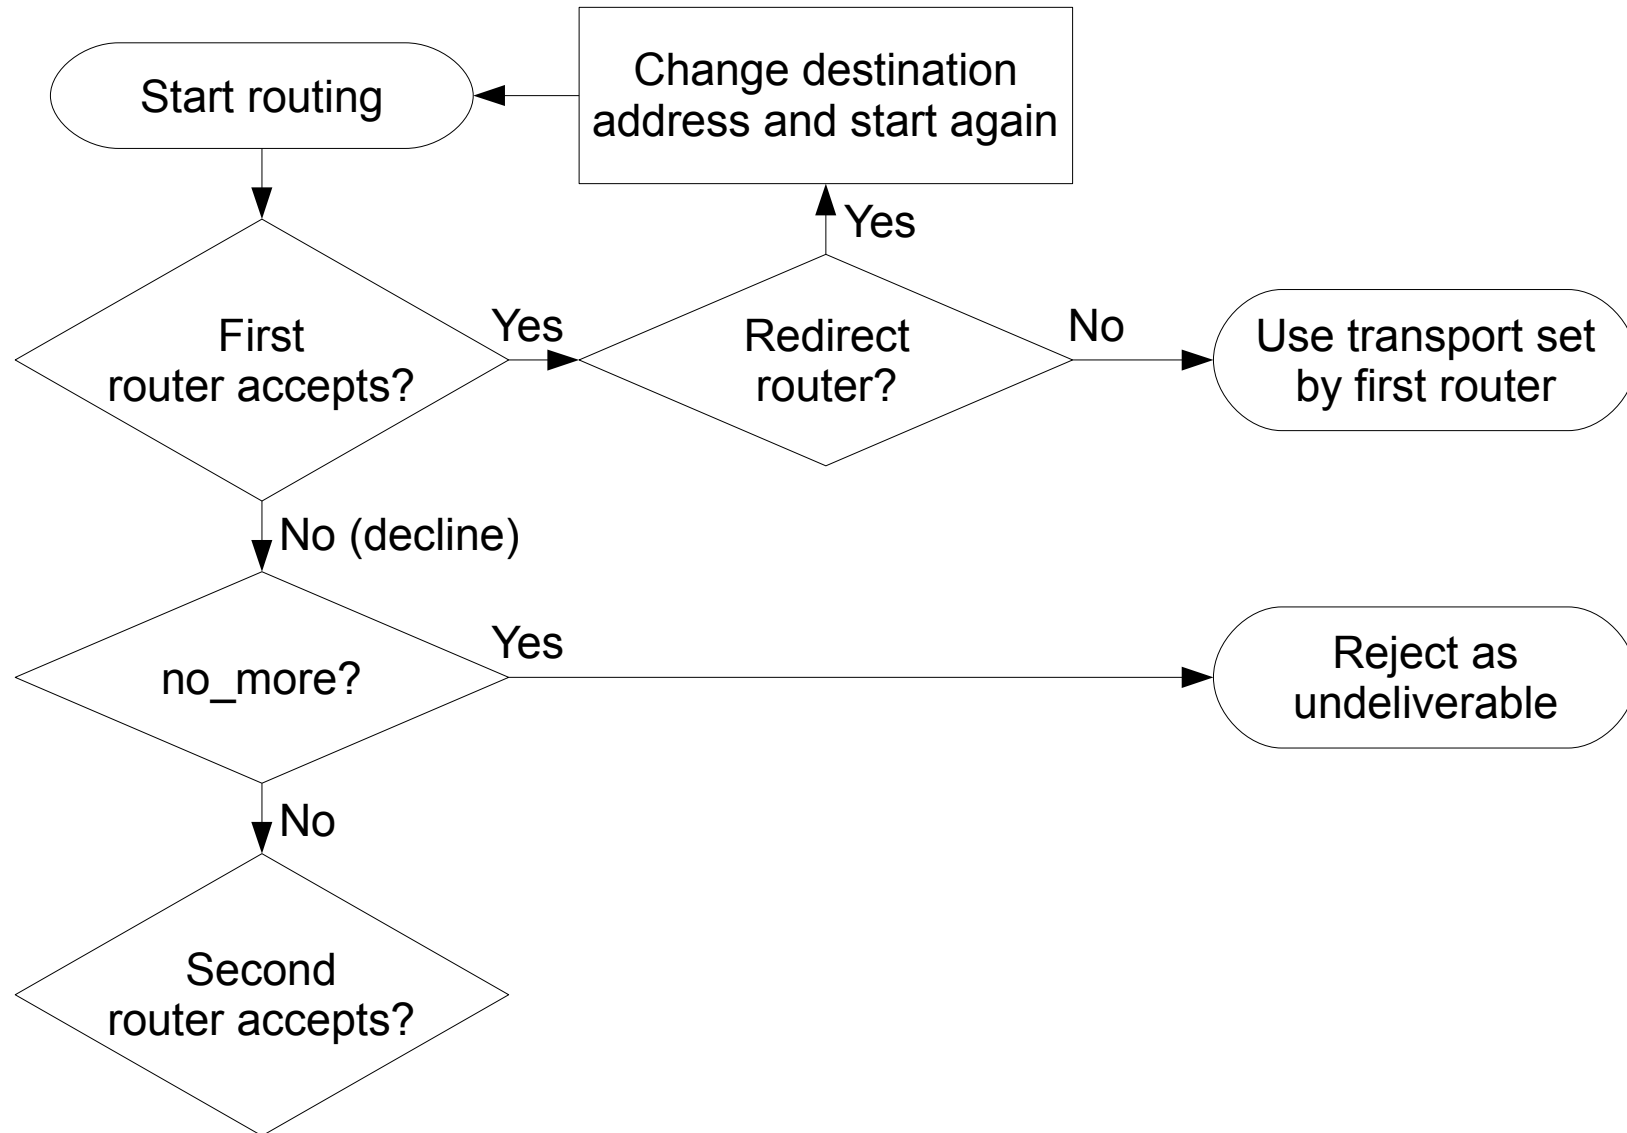 Start routing
Change destination
address and start again
Yes
First
router accepts?
Yes
Redirect
router?
No
Use transport set
by first router
No (decline)
no_more?
Yes
Reject as
undeliverable
No
Second
router accepts?